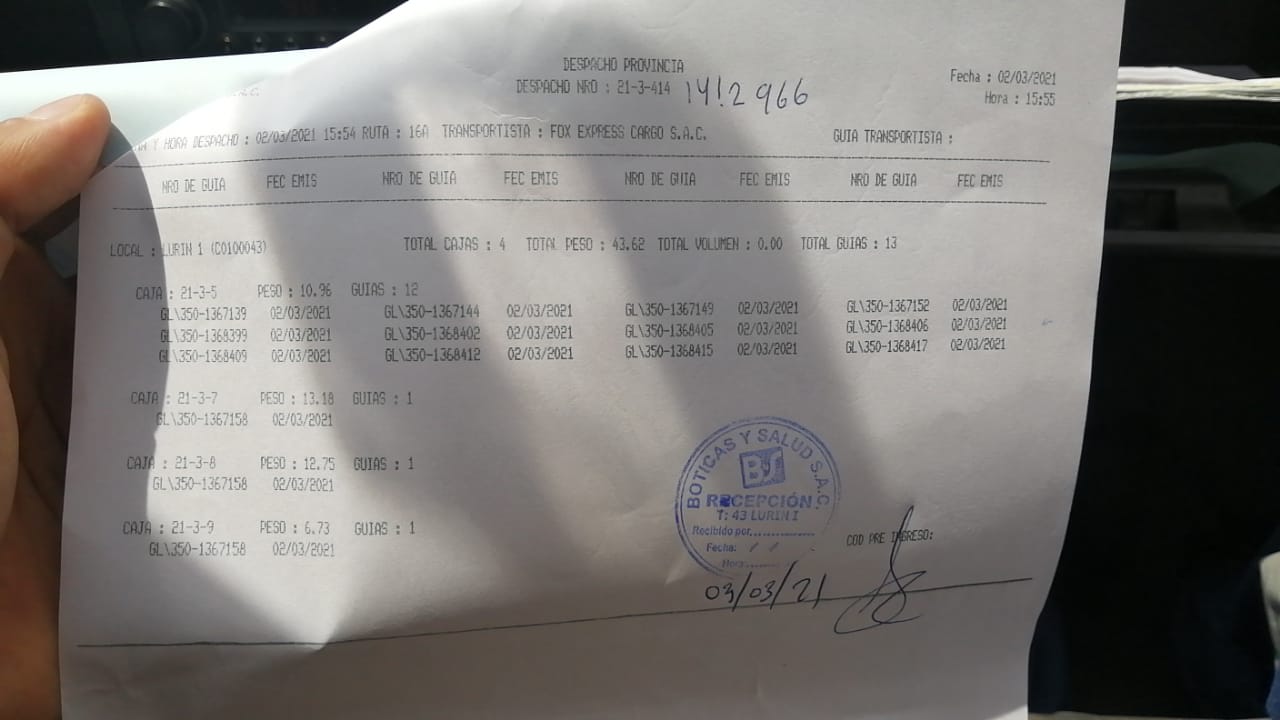 DESPACHO PROVINCIA
DESPACHO NRO : 21-3-414 14!2 966
Fecha : 02/03/2021
Hora : 15:55
Y HORA DESPACHO : 02/03/2021 15:54 RUTA : 16A TRANSPORTISTA : FDX EXPRESS CARGO S.A.C. GUIA TRANSPORTISTA :
NRO DE GUIA FEC EMIS NRO DE GUIA FEC EMIS NRO DE GUIA FEC EMIS NRO DE GUIA FEC EMIS
LOCAL : LURIN 1 (C0100043) TOTAL CAJAS : 4 TOTAL PESO : 43.62 TOTAL VOLUMEN : 0.00 TOTAL GUIAS : 13
CAJA : 21-3-5 PESO : 10.96 GUIAS : 12
GL\350-1367139 02/03/2021 GL\350-1367144 02/03/2021 GL\350-1367149 02/03/2021 GL\350-1367152 02/03/2021
GL\350-1368399 02/03/2021 GL\350-1368402 02/03/2021 GL\350-1368405 02/03/2021 GL\350-1368406 02/03/2021
GL\350-1368409 02/03/2021 GL\350-1368412 02/03/2021 GL\350-1368415 02/03/2021 GL\350-1368417 02/03/2021
CAJA : 21-3-7 PESO : 13.18 GUIAS : 1
GL\350-1367158 02/03/2021
CAJA : 21-3-8 PESO : 12.75 GUIAS : 1
GL\350-1367158 02/03/2021
CAJA : 21-3-9 PESO : 6.73 GUIAS : 1
GL\350-1367158 02/03/2021
BOTICAS Y SALUD S.A.C.
BS
RECEPCIÓN
T: 43 LURIN I
Recibido por..............
Fecha: / /
Hora:.......
COD PRE INGRESO:
03/03/21